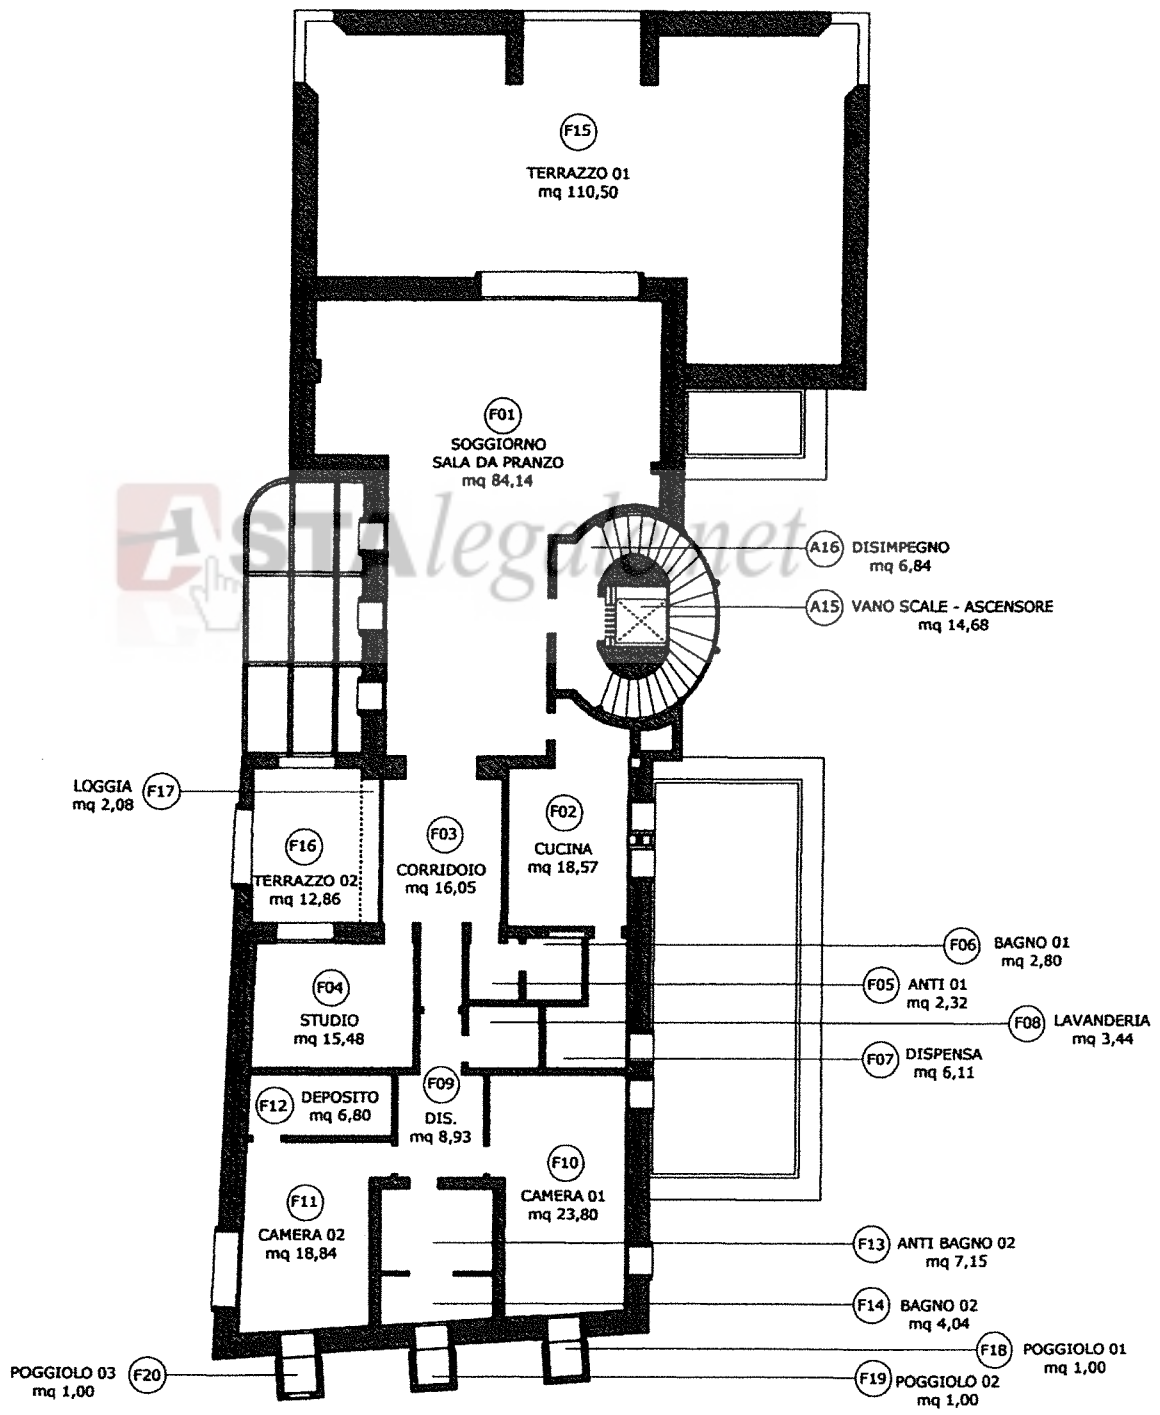 F15
TERRAZZO 01
mq 110,50
F01
SOGGIORNO
SALA DA PRANZO
mq 84,14
ASTAlegale.net
A16 DISIMPEGNO
mq 6,84
A15 VANO SCALE - ASCENSORE
mq 14,68
LOGGIA
mq 2,08
F17
F02
CUCINA
mq 18,57
F03
CORRIDOIO
mq 16,05
F16
TERRAZZO 02
mq 12,86
F06 BAGNO 01
mq 2,80
F05 ANTI 01
mq 2,32
F08 LAVANDERIA
mq 3,44
F07 DISPENSA
mq 6,11
F04
STUDIO
mq 15,48
F09
DIS.
mq 8,93
F12 DEPOSITO
mq 6,80
F10
CAMERA 01
mq 23,80
F11
CAMERA 02
mq 18,84
F13 ANTI BAGNO 02
mq 7,15
F14 BAGNO 02
mq 4,04
F18 POGGIOLO 01
mq 1,00
POGGIOLO 03
mq 1,00
F20
F19 POGGIOLO 02
mq 1,00